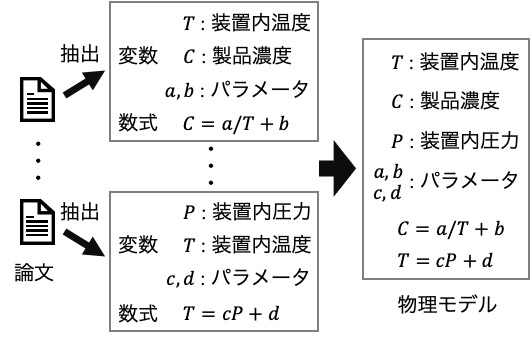 抽出
変数
T : 装置内温度
C : 製品濃度
a, b : パラメータ
数式 C = a/T + b
抽出
論文
変数
P : 装置内圧力
T : 装置内温度
c, d : パラメータ
数式 T = cP + d
T : 装置内温度
C : 製品濃度
P : 装置内圧力
a, b
c, d : パラメータ
C = a/T + b
T = cP + d
物理モデル